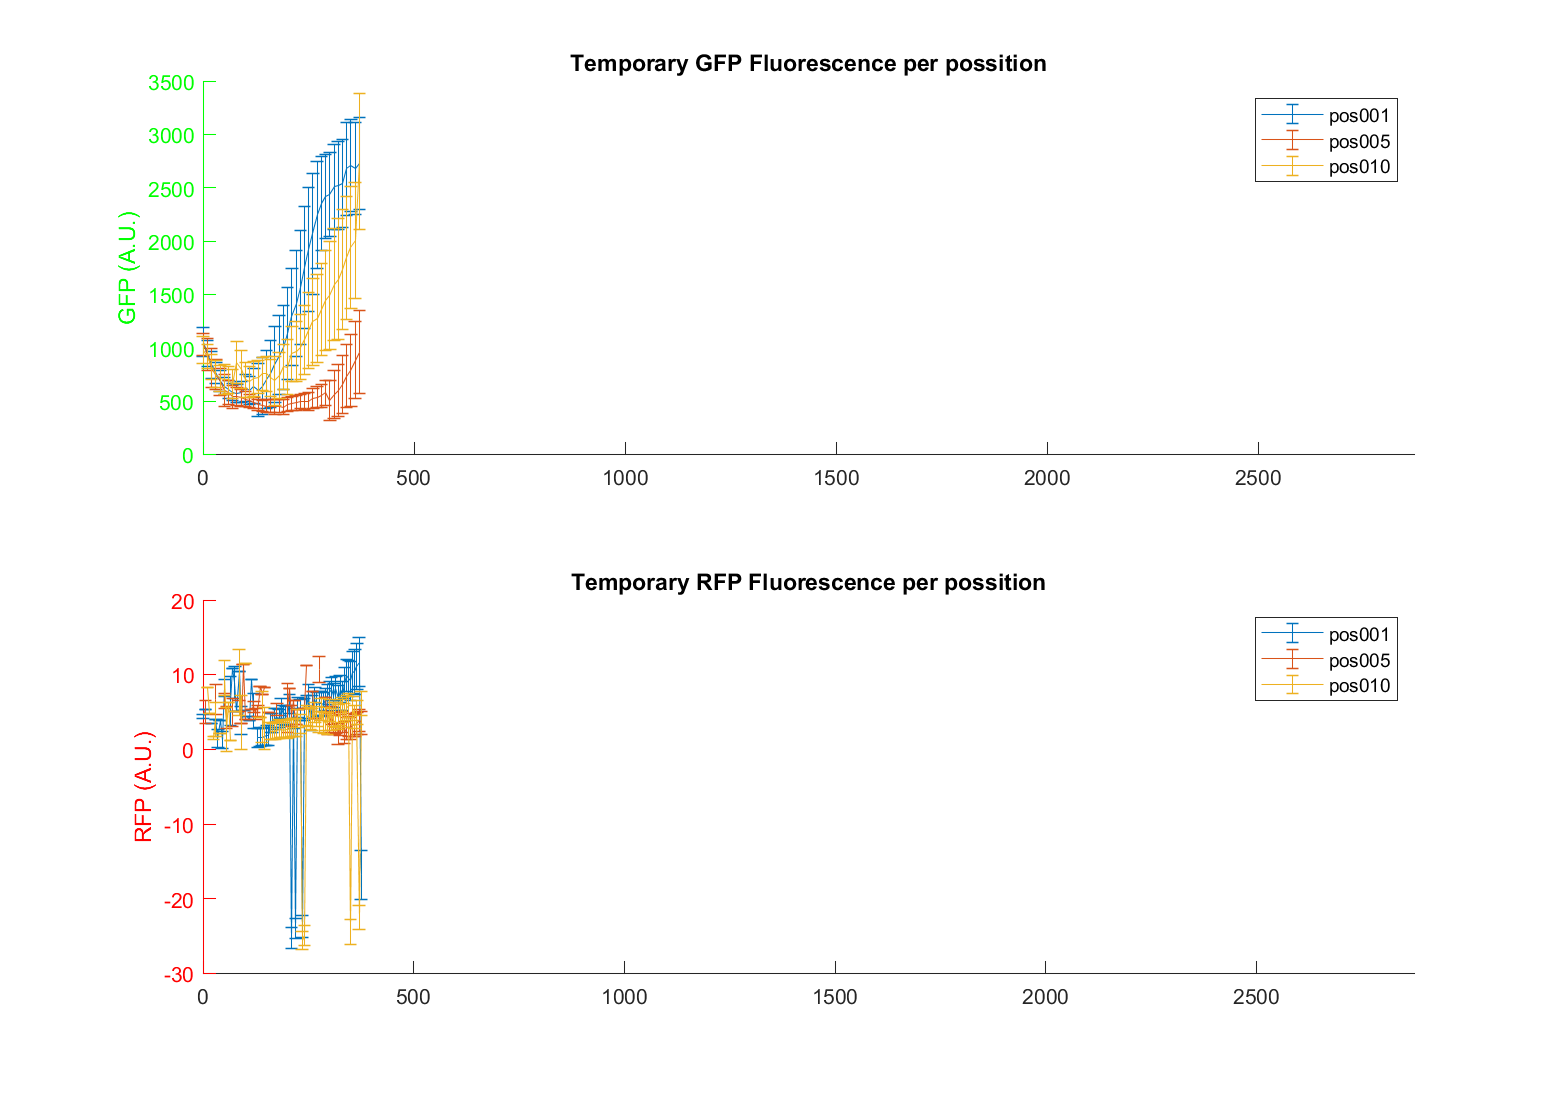 Temporary GFP Fluorescence per possition
3500
3000
2500
2000
1500
1000
500
0
GFP (A.U.)
0 500 1000 1500 2000 2500
pos001
pos005
pos010
Temporary RFP Fluorescence per possition
20
10
0
-10
-20
-30
RFP (A.U.)
0 500 1000 1500 2000 2500
pos001
pos005
pos010